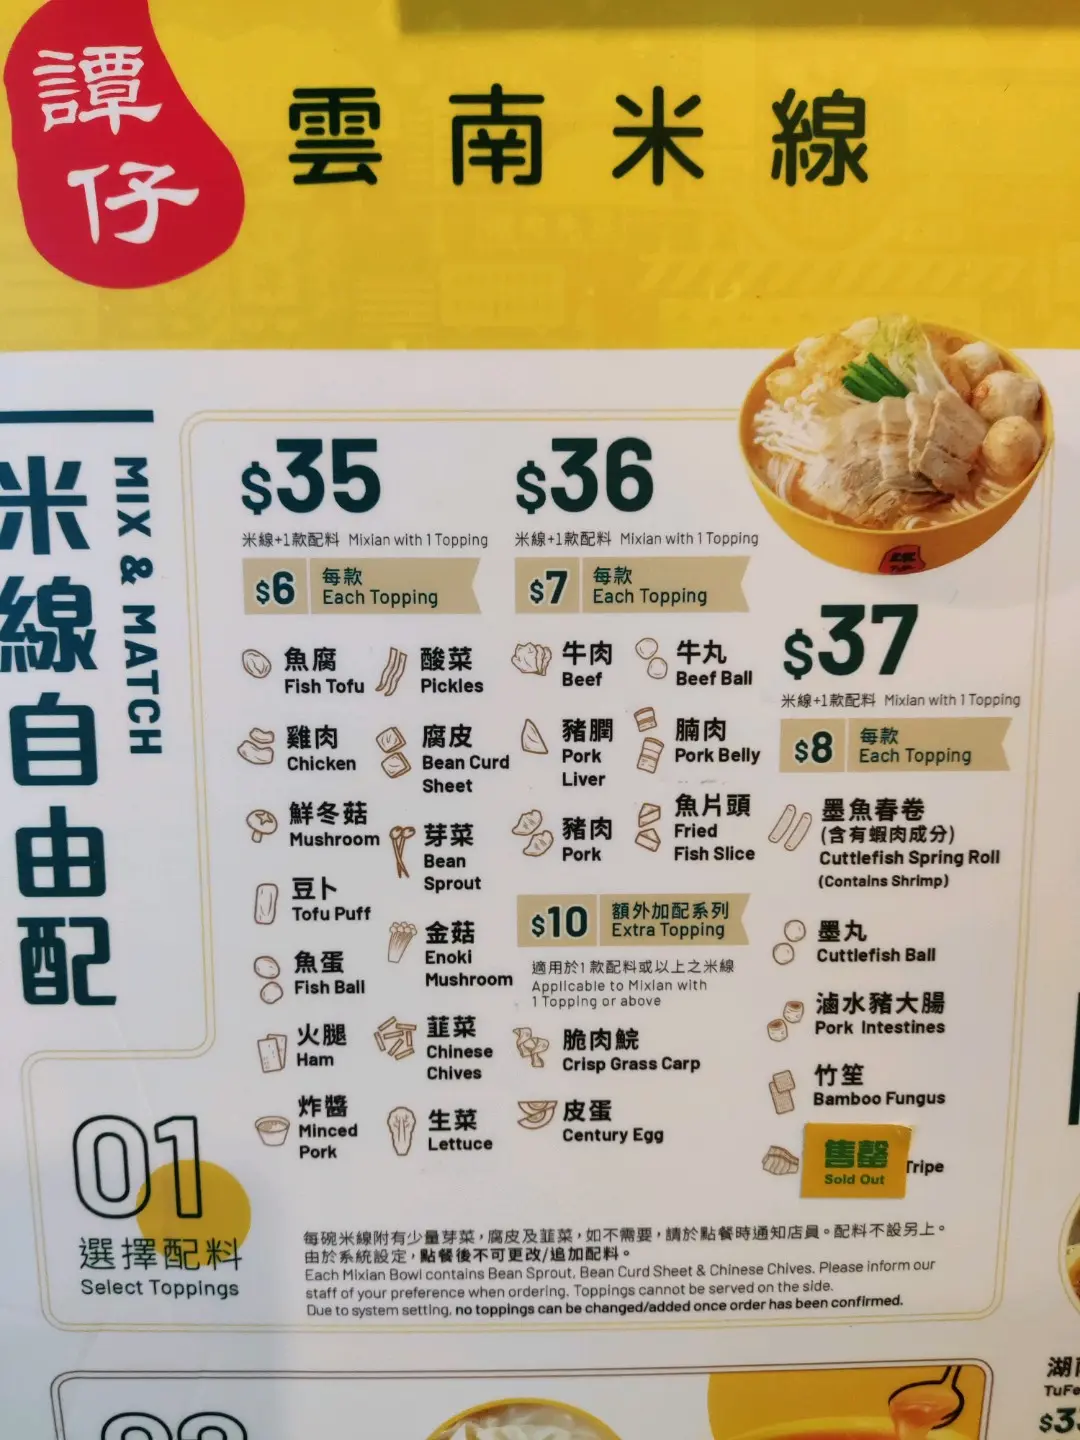 譚仔
雲南米線
米線自由配
MIX & MATCH
$35
米線+1款配料 Mixian with 1 Topping
$6 每款
Each Topping
魚腐
Fish Tofu
酸菜
Pickles
雞肉
Chicken
腐皮
Bean Curd
Sheet
鮮冬菇
Mushroom
芽菜
Bean
Sprout
豆卜
Tofu Puff
金菇
Enoki
Mushroom
魚蛋
Fish Ball
火腿
Ham
韮菜
Chinese
Chives
炸醬
Minced
Pork
生菜
Lettuce
$36
米線+1款配料 Mixian with 1 Topping
$7 每款
Each Topping
牛肉
Beef
牛丸
Beef Ball
豬膶
Pork
Liver
腩肉
Pork Belly
豬肉
Pork
魚片頭
Fried
Fish Slice
$10 額外加配系列
Extra Topping
適用於1款配料或以上之米線
Applicable to Mixian with
1 Topping or above
脆肉鯇
Crisp Grass Carp
皮蛋
Century Egg
$37
米線+1款配料 Mixian with 1 Topping
$8 每款
Each Topping
墨魚春卷
(含有蝦肉成分)
Cuttlefish Spring Roll
(Contains Shrimp)
墨丸
Cuttlefish Ball
滷水豬大腸
Pork Intestines
竹笙
Bamboo Fungus
售罄
Sold Out
Tripe
01
選擇配料
Select Toppings
每碗米線附有少量芽菜，腐皮及韮菜，如不需要，請於點餐時通知店員。配料不設另上。
由於系統設定，點餐後不可更改/追加配料。
Each Mixian Bowl contains Bean Sprout, Bean Curd Sheet & Chinese Chives. Please inform our
staff of your preference when ordering. Toppings cannot be served on the side.
Due to system setting, no toppings can be changed/added once order has been confirmed.